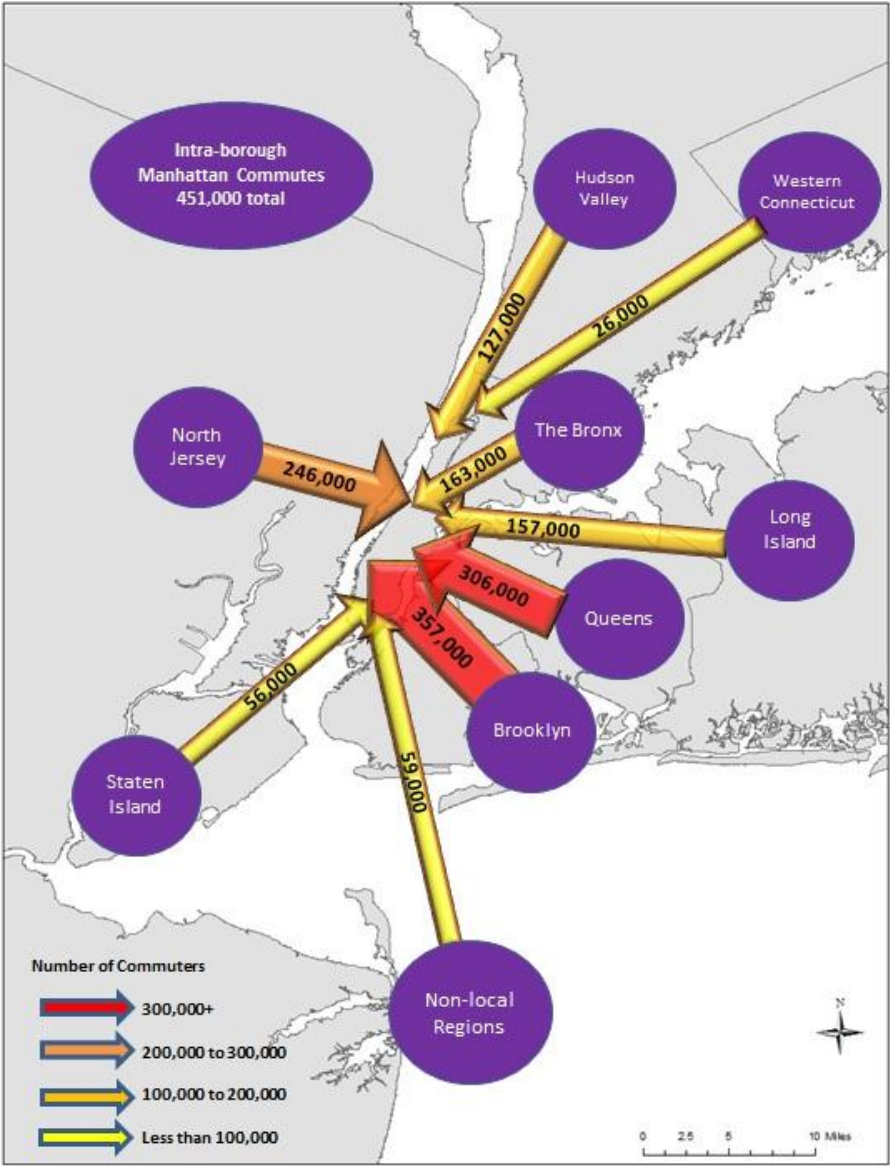 Intra-borough
Manhattan Commutes
451,000 total
Hudson
Valley
Western
Connecticut
127,000
26,000
North
Jersey
246,000
The Bronx
163,000
Long
Island
157,000
306,000
Queens
357,000
Brooklyn
56,000
Staten
Island
59,000
Non-local
Regions
Number of Commuters
300,000+
200,000 to 300,000
100,000 to 200,000
Less than 100,000
N
0 2.5 5 10 Miles